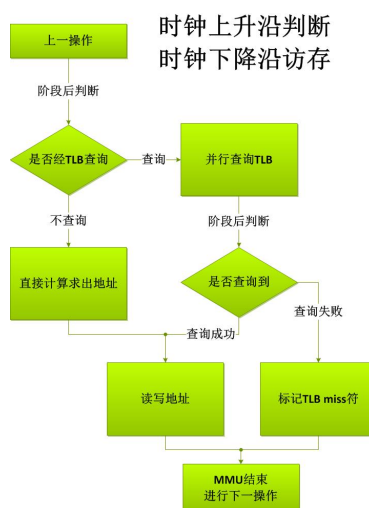 时钟上升沿判断
时钟下降沿访存
上一操作
阶段后判断
是否经TLB查询
查询
并行查询TLB
不查询
阶段后判断
直接计算求出地址
是否查询到
查询失败
查询成功
读写地址
标记TLB miss符
MMU结束
进行下一操作